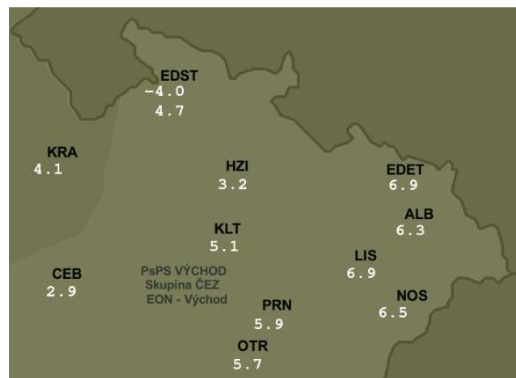 EDST
-4.0
4.7
KRA
4.1
HZI
3.2
EDET
6.9
ALB
6.3
KLT
5.1
LIS
6.9
CEB
2.9
PsPS VÝCHOD
Skupina ČEZ
EON - Východ
NOS
6.5
PRN
5.9
OTR
5.7